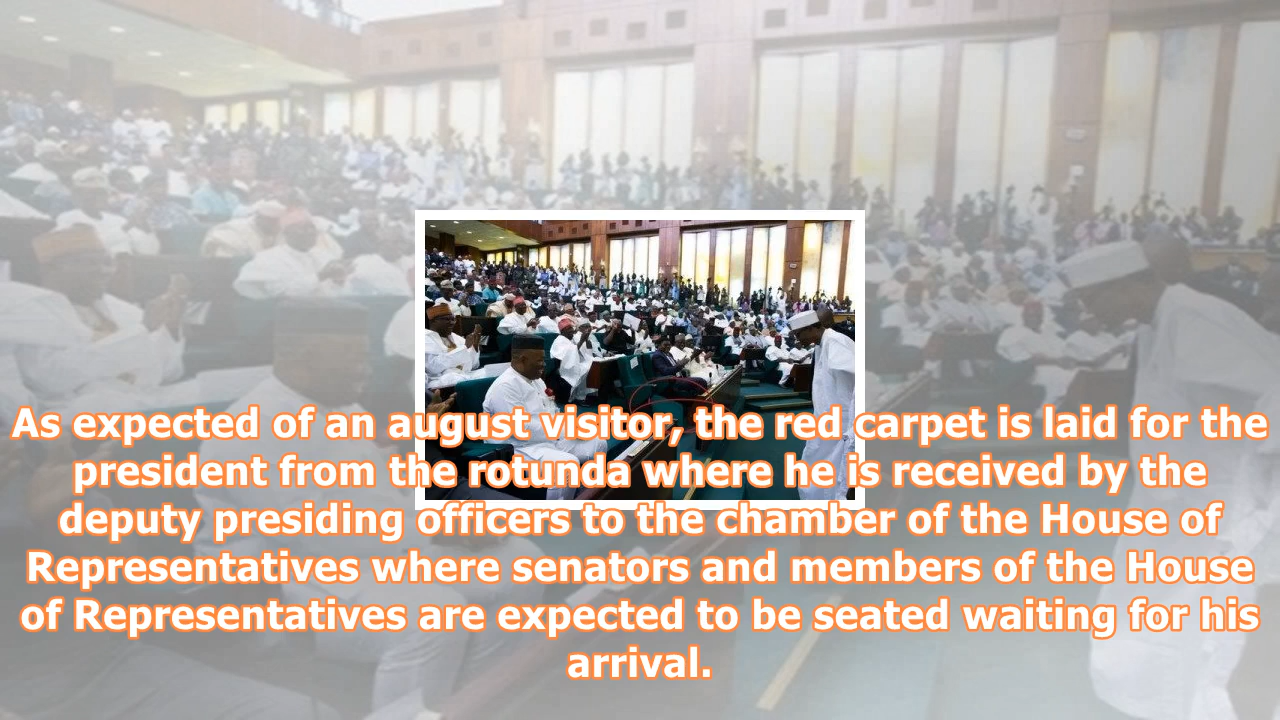 As expected of an august visitor, the red carpet is laid for the
president from the rotunda where he is received by the
deputy presiding officers to the chamber of the House of
Representatives where senators and members of the House
of Representatives are expected to be seated waiting for his
arrival.